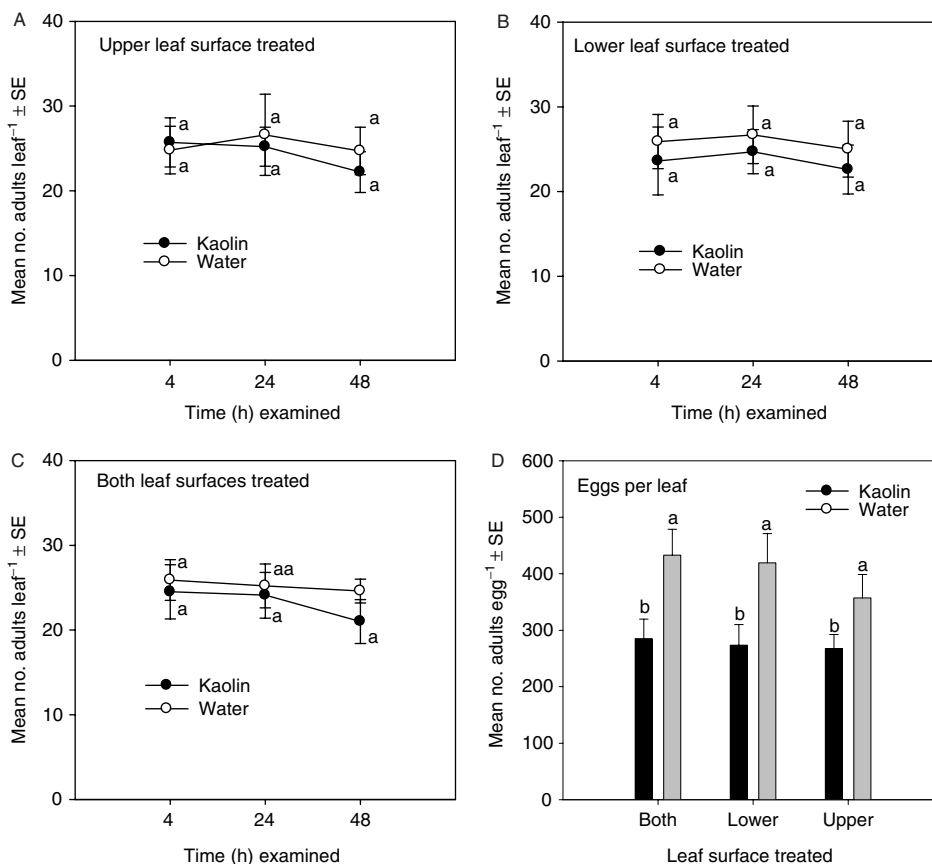 A
Upper leaf surface treated
Mean no. adults leaf⁻¹ ± SE
40
30
20
10
0
a
a
a
a
a
a
Kaolin
Water
4
24
48
Time (h) examined
B
Lower leaf surface treated
Mean no. adults leaf⁻¹ ± SE
40
30
20
10
0
a
a
a
a
a
a
Kaolin
Water
4
24
48
Time (h) examined
C
Both leaf surfaces treated
Mean no. adults leaf⁻¹ ± SE
40
30
20
10
0
a
aa
a
a
a
Kaolin
Water
4
24
48
Time (h) examined
D
Eggs per leaf
Mean no. adults egg⁻¹ ± SE
600
500
400
300
200
100
0
Kaolin
Water
b
a
b
a
b
a
Both
Lower
Upper
Leaf surface treated